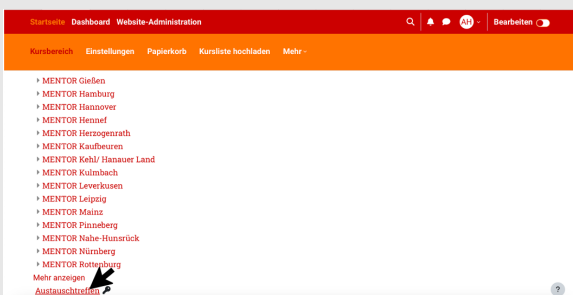 Startseite Dashboard Website-Administration AH Bearbeiten
Kursbereich Einstellungen Papierkorb Kursliste hochladen Mehr
MENTOR Gießen
MENTOR Hamburg
MENTOR Hannover
MENTOR Hennef
MENTOR Herzogenrath
MENTOR Kaufbeuren
MENTOR Kehl/ Hanauer Land
MENTOR Kulmbach
MENTOR Leverkusen
MENTOR Leipzig
MENTOR Mainz
MENTOR Pinneberg
MENTOR Nahe-Hunsrück
MENTOR Nürnberg
MENTOR Rottenburg
Mehr anzeigen
Austauschtreffen
?